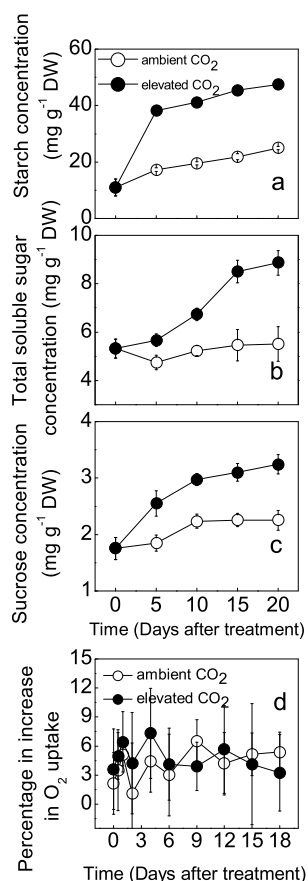 60
40
20
0
Starch concentration
(mg g-1 DW)
ambient CO2
elevated CO2
a
10
8
6
4
Total soluble sugar
concentration (mg g-1 DW)
b
4
3
2
1
Sucrose concentration
(mg g-1 DW)
c
0 5 10 15 20
Time (Days after treatment)
15
12
9
6
3
0
Percentage in increase
in O2 uptake
ambient CO2
elevated CO2
d
0 3 6 9 12 15 18
Time (Days after treatment)